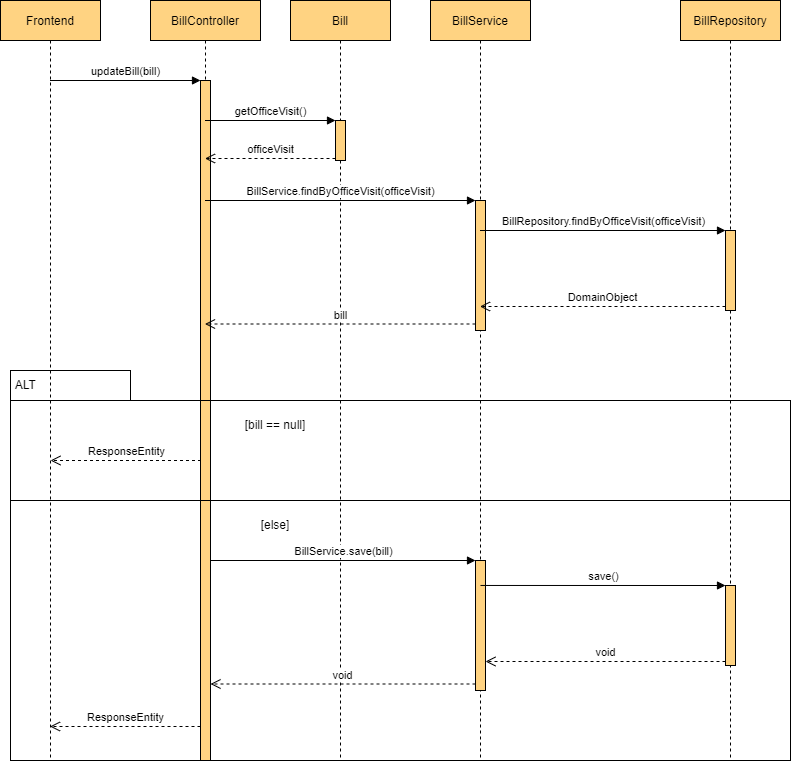 Frontend
BillController
Bill
BillService
BillRepository
updateBill(bill)
getOfficeVisit()
officeVisit
BillService.findByOfficeVisit(officeVisit)
BillRepository.findByOfficeVisit(officeVisit)
DomainObject
bill
ALT
[bill == null]
ResponseEntity
[else]
BillService.save(bill)
save()
void
void
ResponseEntity